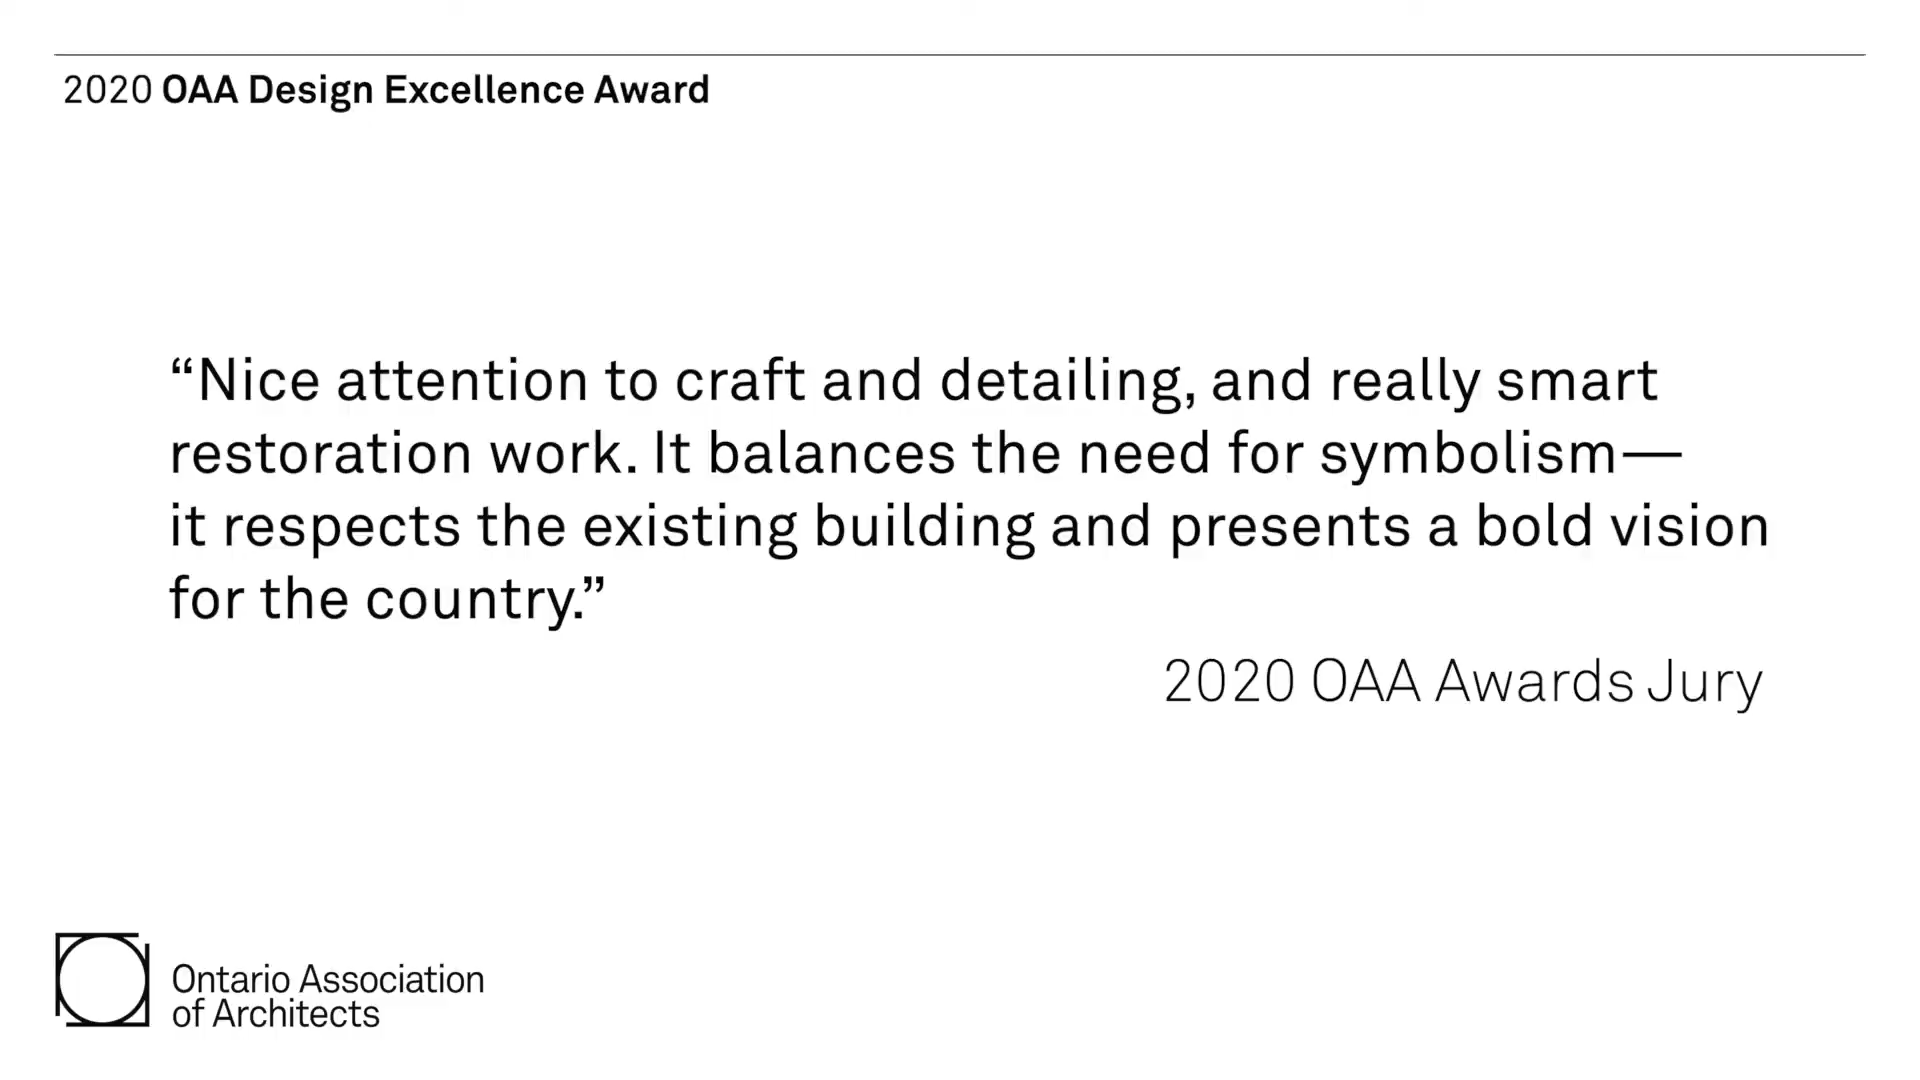 2020 OAA Design Excellence Award
“Nice attention to craft and detailing, and really smart
restoration work. It balances the need for symbolism—
it respects the existing building and presents a bold vision
for the country.”
2020 OAA Awards Jury
Ontario Association
of Architects